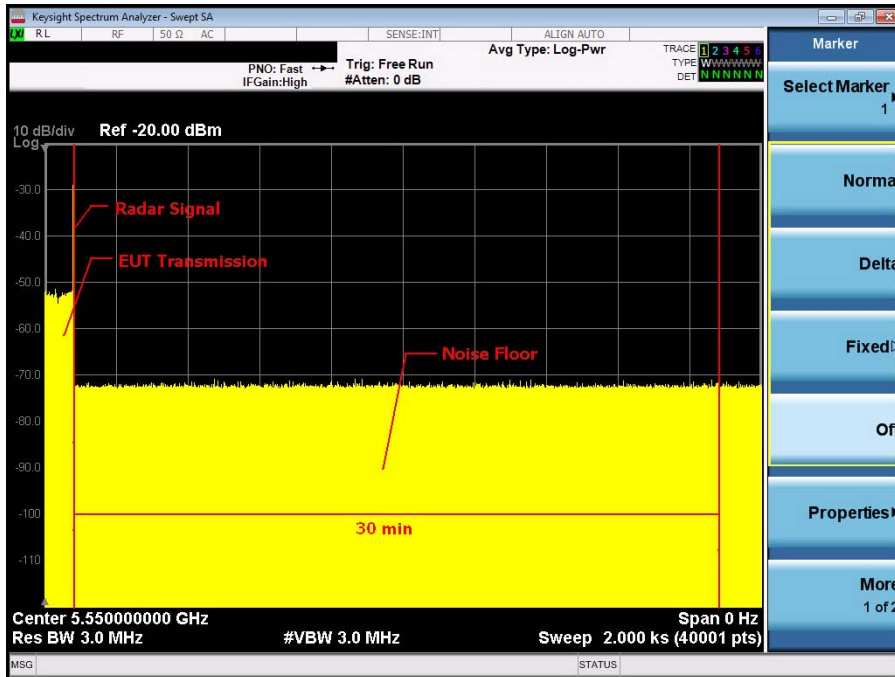 Keysight Spectrum Analyzer - Swept SA
LXI RL RF 50 Ω AC SENSE:INT ALIGN AUTO
Marker
Avg Type: Log-Pwr
TRACE 1 2 3 4 5 6
PNO: Fast
Trig: Free Run
TYPE WWWWWWW
IFGain:High
#Atten: 0 dB
DET N N N N N N
Select Marker
1
10 dB/div
Ref -20.00 dBm
Log
Norma
-30.0
Radar Signal
-40.0
EUT Transmission
Delta
-50.0
-60.0
Noise Floor
Fixed
-70.0
-80.0
Of
-90.0
-100
Properties
30 min
-110
More
1 of 2
Center 5.550000000 GHz
Span 0 Hz
Res BW 3.0 MHz
#VBW 3.0 MHz
Sweep 2.000 ks (40001 pts)
MSG
STATUS